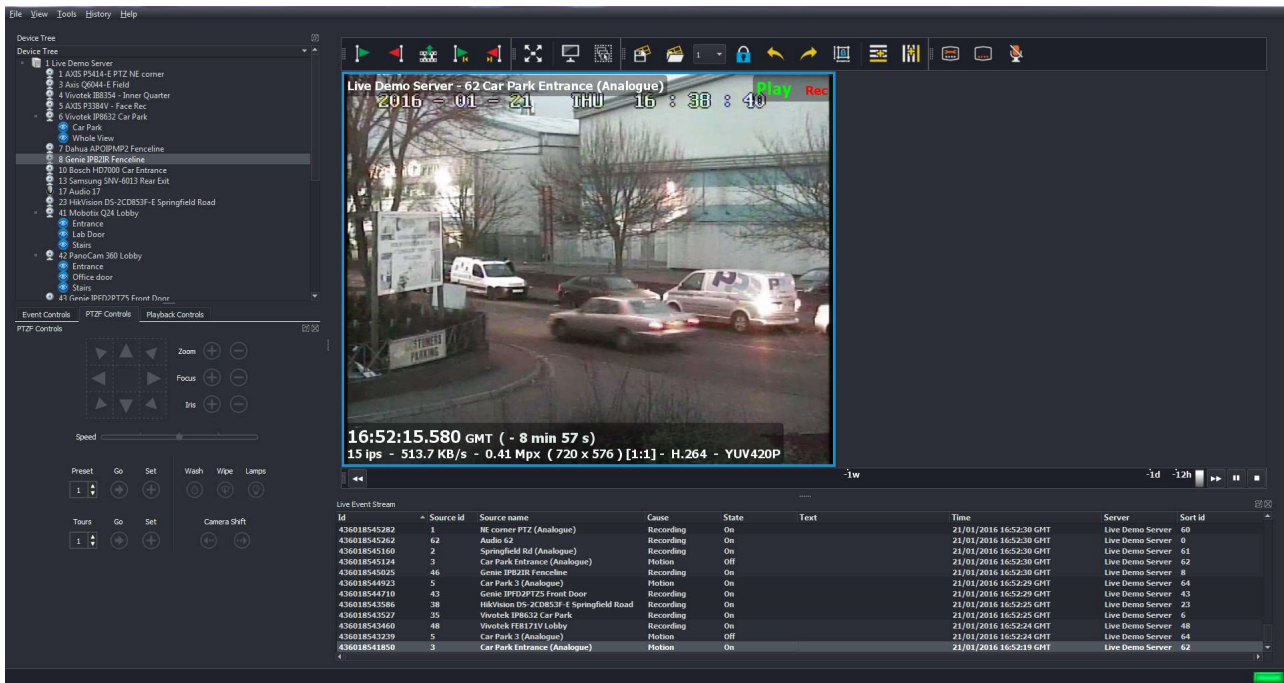 File View Tools History Help
Device Tree
Device Tree
1 Live Demo Server
1 AXIS P5414-E PTZ NE corner
3 Axis Q6044-E Field
4 Vivotek IB8354 - Inner Quarter
5 AXIS P3384V - Face Rec
6 Vivotek IP8632 Car Park
Car Park
Whole View
7 Dahua APOIPMP2 Fenceline
8 Genie IPB2IR Fenceline
10 Bosch HD7000 Car Entrance
13 Samsung SNV-6013 Rear Exit
17 Audio 17
23 HikVision DS-2CD853F-E Springfield Road
41 Mobotix Q24 Lobby
Entrance
Lab Door
Stairs
42 PanoCam 360 Lobby
Entrance
Office door
Stairs
43 Genie IPFD2PTZ5 Front Door
Event Controls PTZF Controls Playback Controls
PTZF Controls
Zoom
Focus
Iris
Speed
Preset Go Set Wash Wipe Lamps
1
Tours Go Set Camera Shift
1
1
Live Demo Server - 62 Car Park Entrance (Analogue) Play Rec
2016 - 01 - 21 THU 16 : 38 : 40
CUSTOMERS
PARKING
16:52:15.580 GMT ( - 8 min 57 s)
15 ips - 513.7 KB/s - 0.41 Mpx ( 720 x 576 ) [1:1] - H.264 - YUV420P
-1w -1d -12h
Live Event Stream
Id Source id Source name Cause State Text Time Server Sort id
436018545282 1 NE corner PTZ (Analogue) Recording On 21/01/2016 16:52:30 GMT Live Demo Server 60
436018545262 62 Audio 62 Recording On 21/01/2016 16:52:30 GMT Live Demo Server 0
436018545160 2 Springfield Rd (Analogue) Recording On 21/01/2016 16:52:30 GMT Live Demo Server 61
436018545124 3 Car Park Entrance (Analogue) Motion Off 21/01/2016 16:52:30 GMT Live Demo Server 62
436018545025 46 Genie IPB2IR Fenceline Recording On 21/01/2016 16:52:30 GMT Live Demo Server 8
436018544923 5 Car Park 3 (Analogue) Motion On 21/01/2016 16:52:29 GMT Live Demo Server 64
436018544710 43 Genie IPFD2PTZ5 Front Door Recording On 21/01/2016 16:52:29 GMT Live Demo Server 43
436018543586 38 HikVision DS-2CD853F-E Springfield Road Recording On 21/01/2016 16:52:25 GMT Live Demo Server 23
436018543527 35 Vivotek IP8632 Car Park Recording On 21/01/2016 16:52:25 GMT Live Demo Server 6
436018543460 48 Vivotek FE8171V Lobby Recording On 21/01/2016 16:52:24 GMT Live Demo Server 48
436018543239 5 Car Park 3 (Analogue) Motion Off 21/01/2016 16:52:24 GMT Live Demo Server 64
436018541850 3 Car Park Entrance (Analogue) Motion On 21/01/2016 16:52:19 GMT Live Demo Server 62